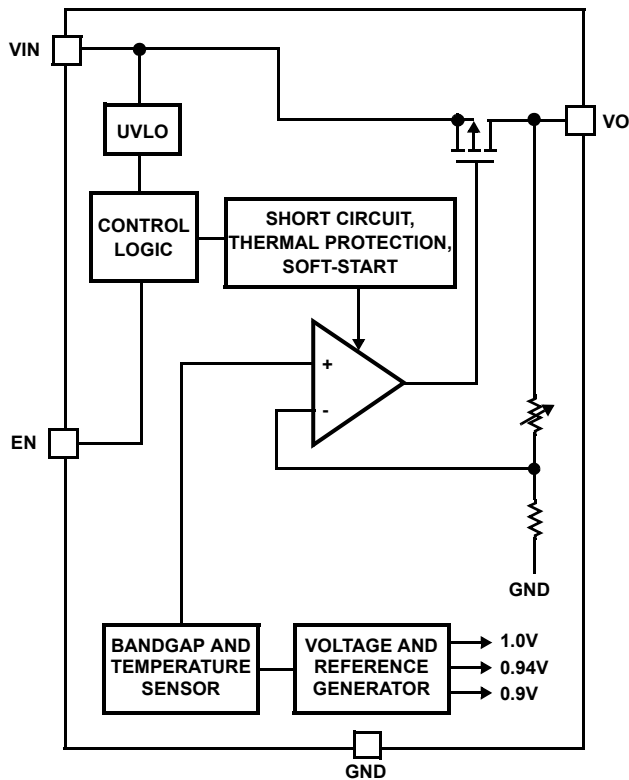 VIN
UVLO
VO
CONTROL
LOGIC
SHORT CIRCUIT,
THERMAL PROTECTION,
SOFT-START
+
-
EN
GND
BANDGAP AND
TEMPERATURE
SENSOR
VOLTAGE AND
REFERENCE
GENERATOR
1.0V
0.94V
0.9V
GND